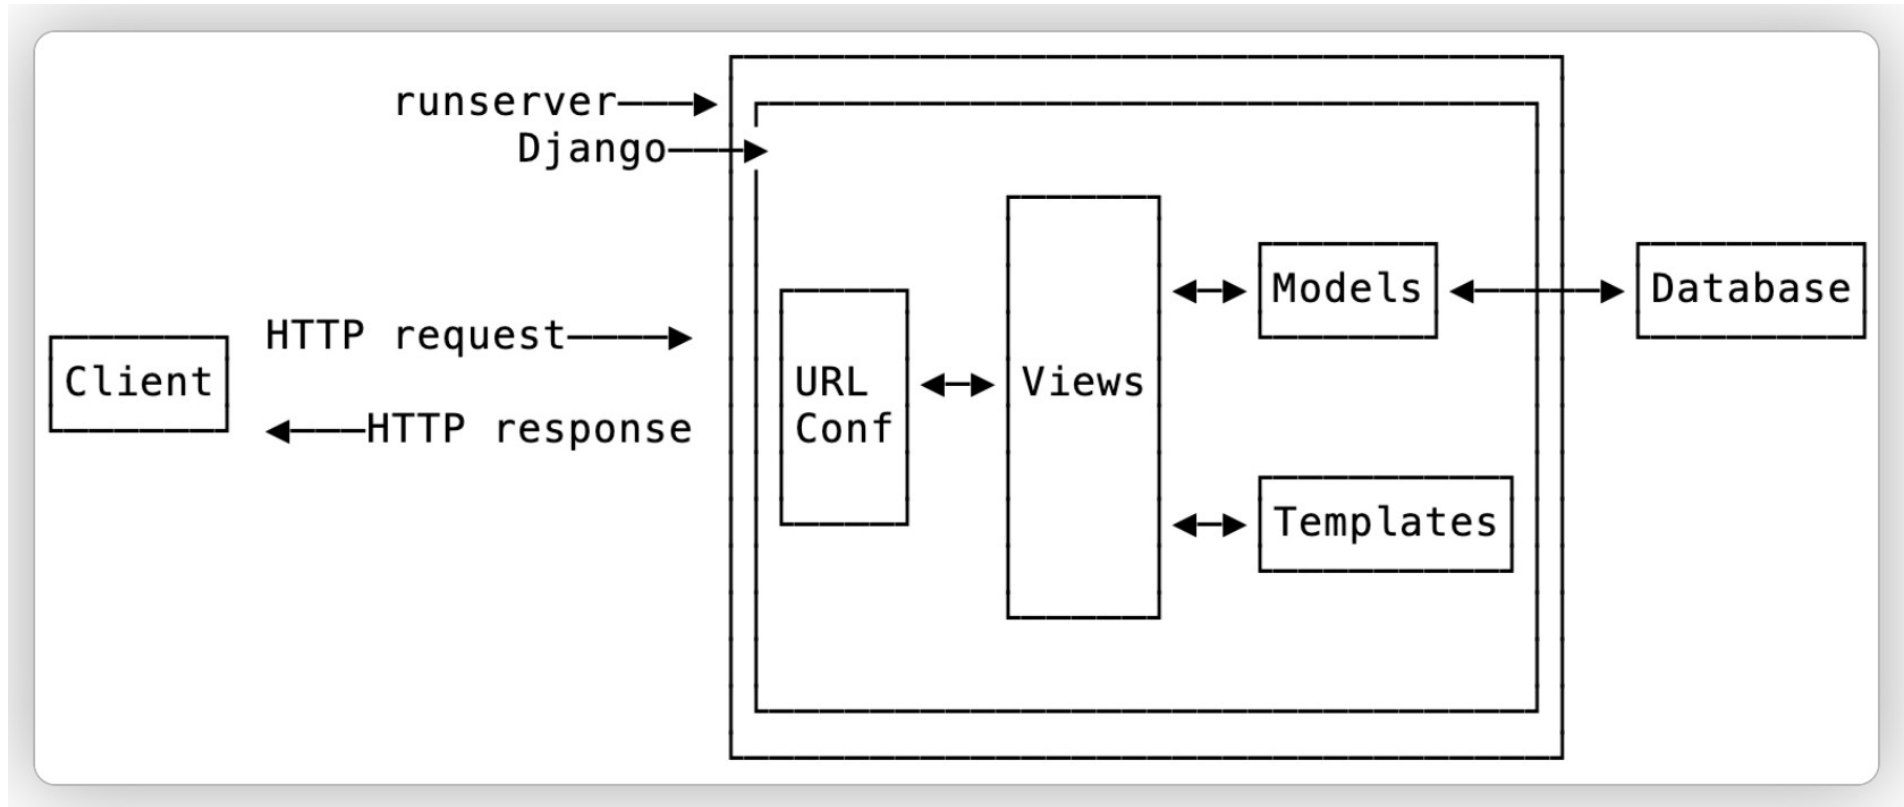 runserver
Django
HTTP request
Client
HTTP response
URL
Conf
Views
Models
Templates
Database